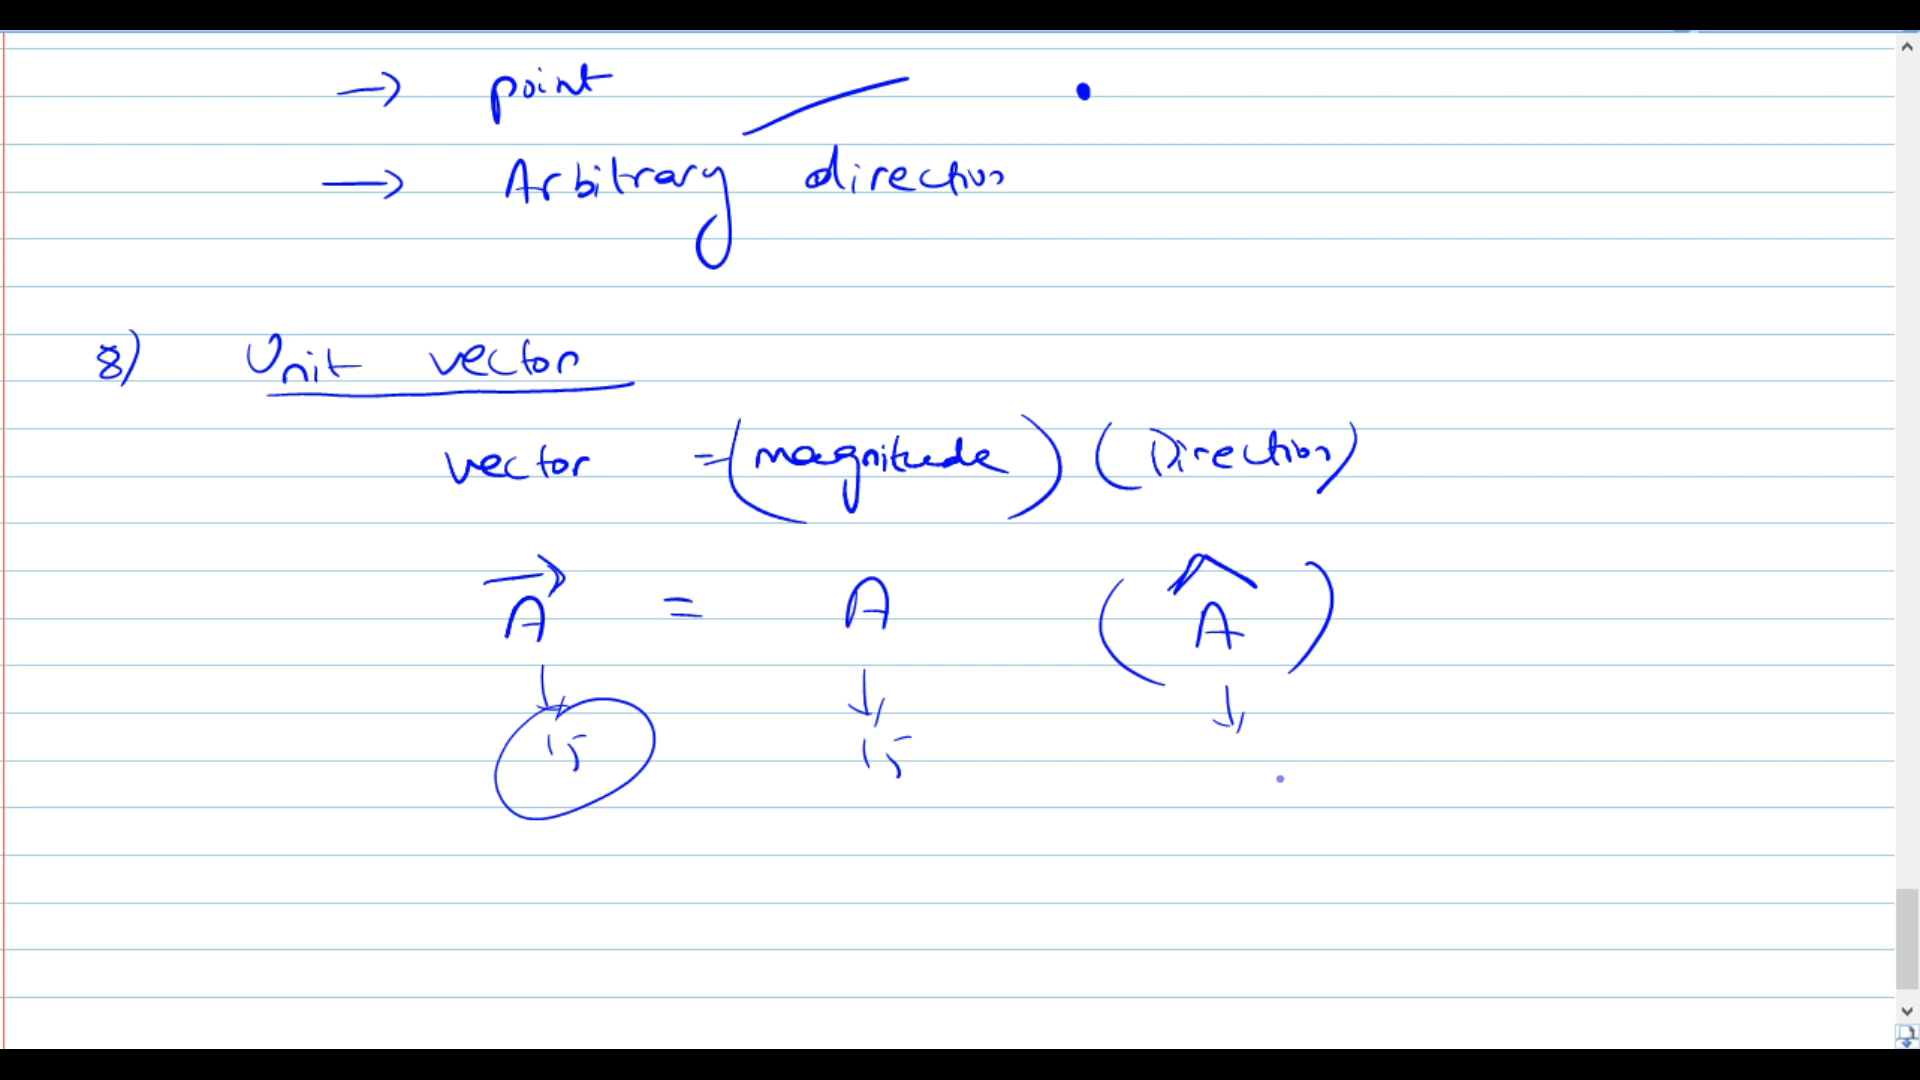 → point
→ Arbitrary direction
8) Unit vector
vector = (magnitude) (Direction)
A⃗ = A (Â)
↓ ↓ ↓
15 15